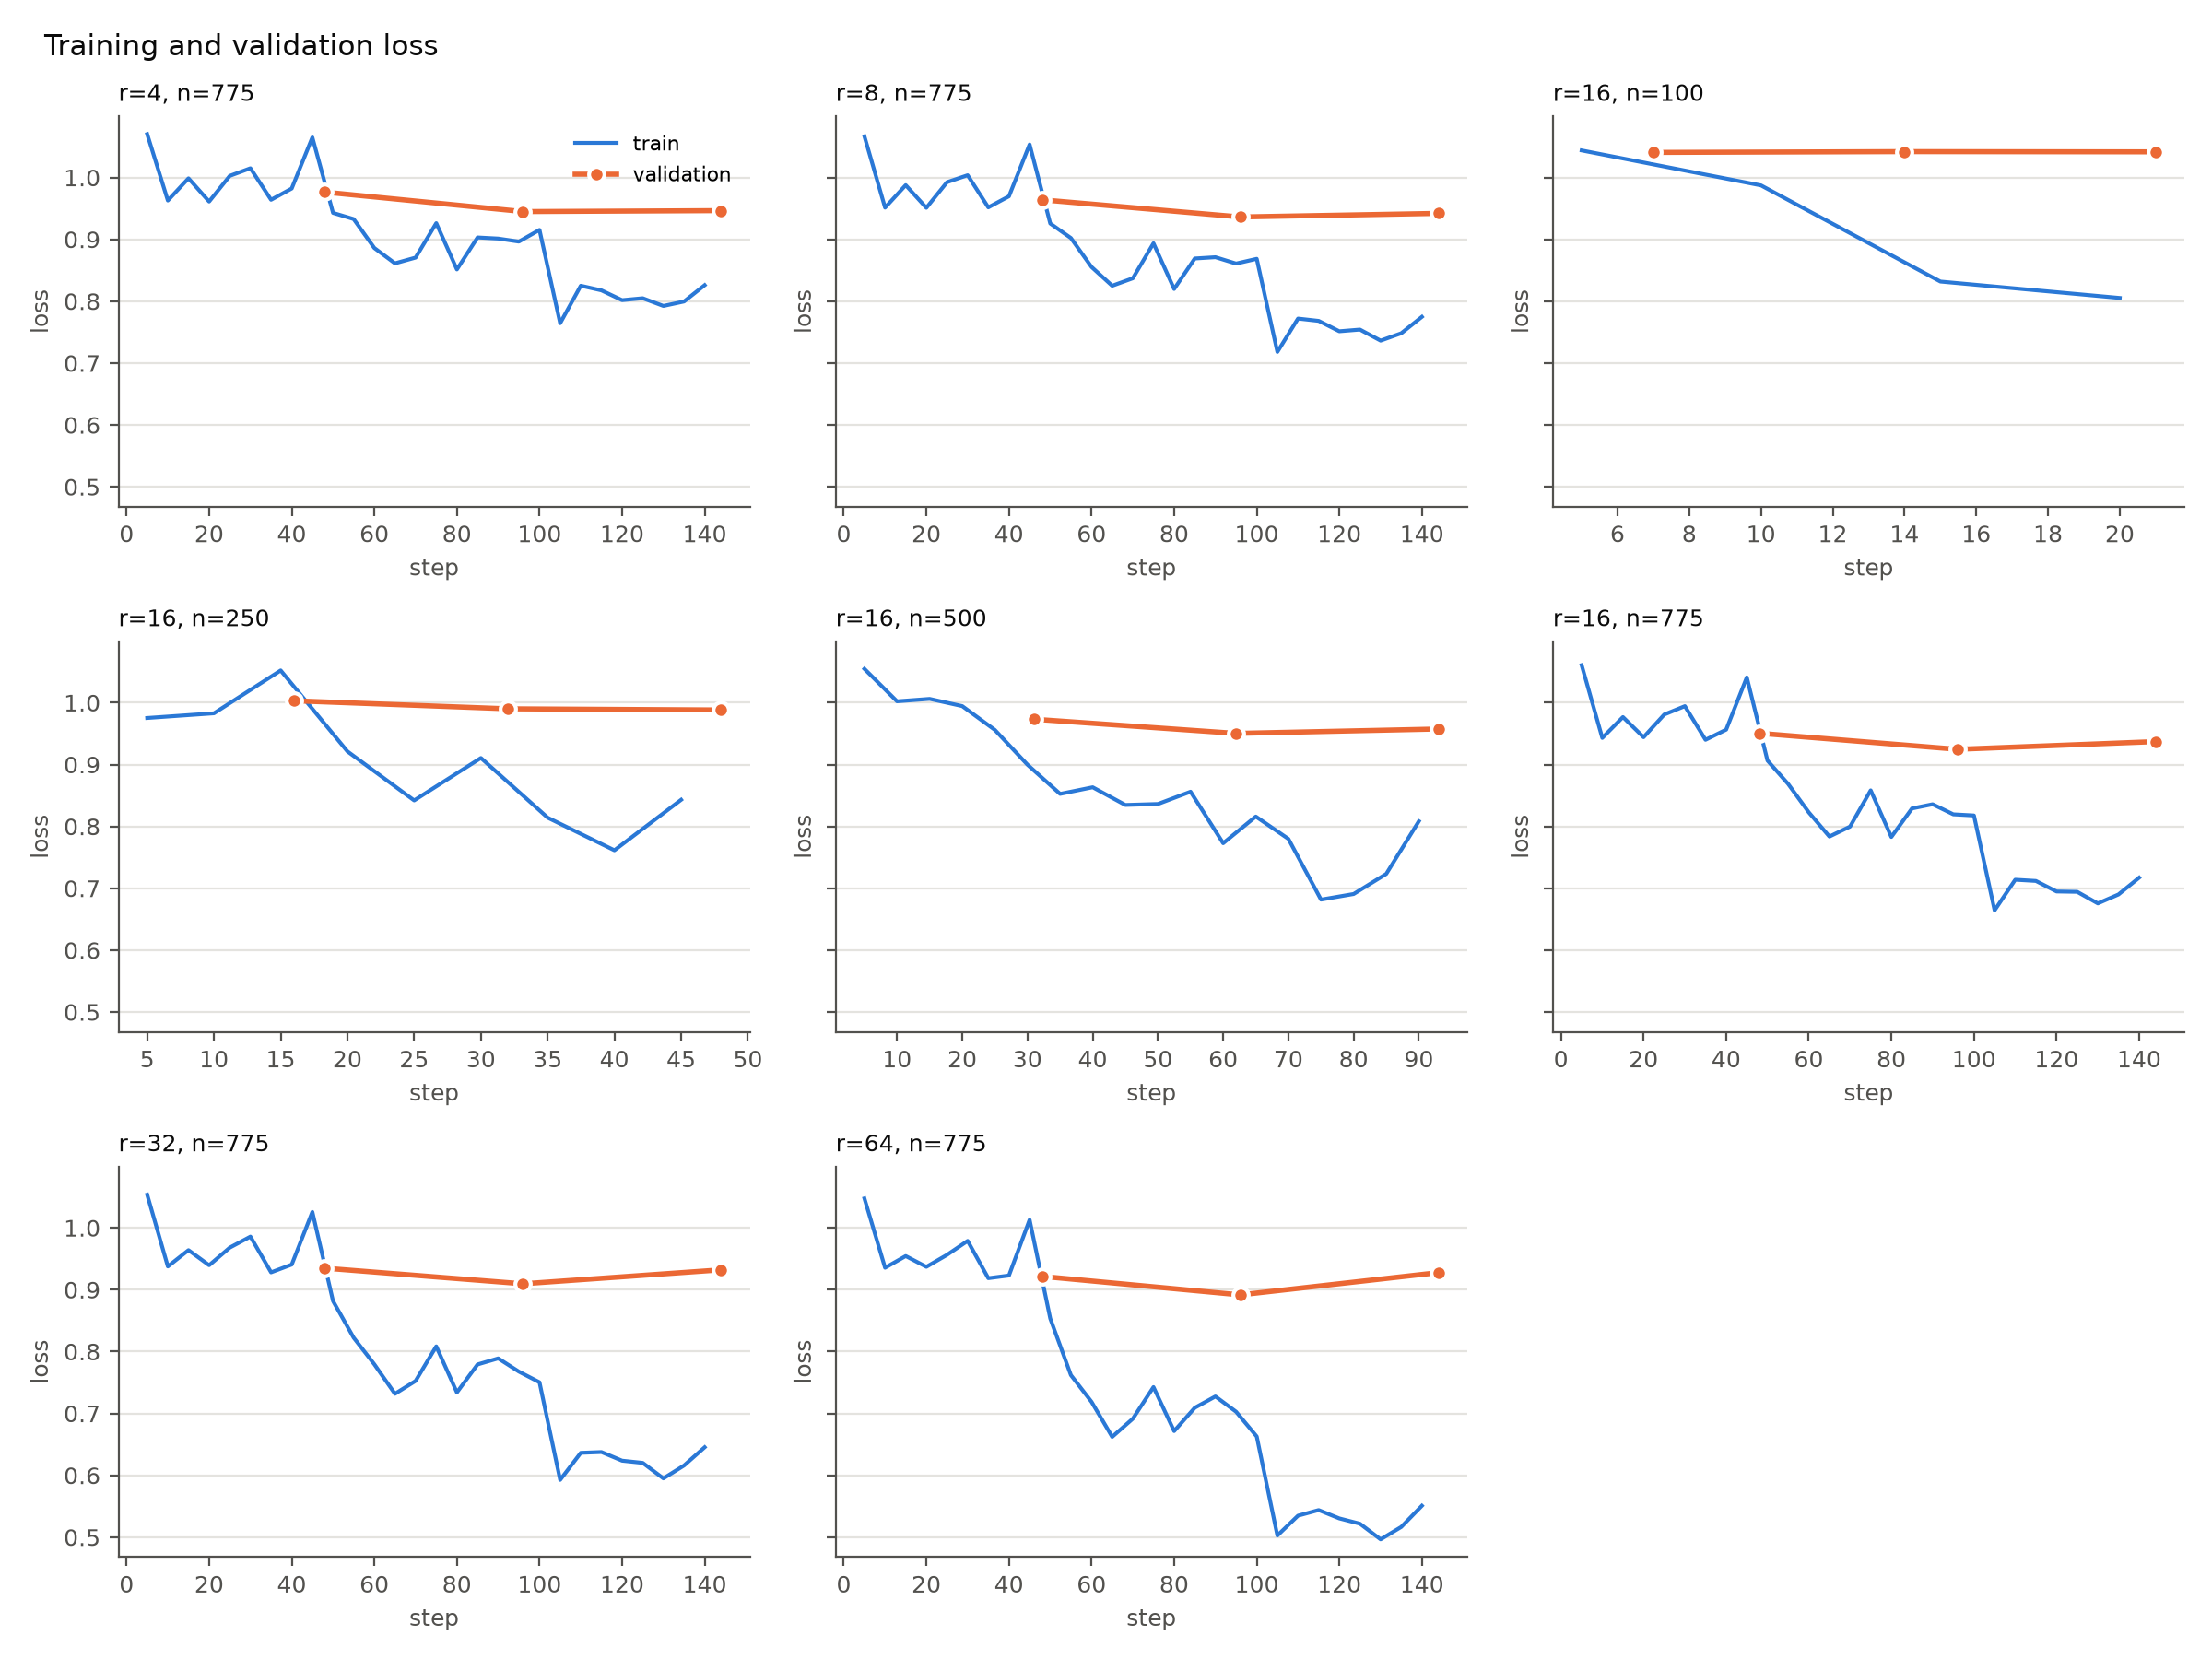 Training and validation loss
r=4, n=775
r=8, n=775
r=16, n=100
train
validation
1.0
0.9
0.8
0.7
0.6
0.5
loss
loss
loss
0 20 40 60 80 100 120 140
0 20 40 60 80 100 120 140
6 8 10 12 14 16 18 20
step
step
step
r=16, n=250
r=16, n=500
r=16, n=775
1.0
0.9
0.8
0.7
0.6
0.5
loss
loss
loss
5 10 15 20 25 30 35 40 45 50
10 20 30 40 50 60 70 80 90
0 20 40 60 80 100 120 140
step
step
step
r=32, n=775
r=64, n=775
1.0
0.9
0.8
0.7
0.6
0.5
loss
loss
0 20 40 60 80 100 120 140
0 20 40 60 80 100 120 140
step
step